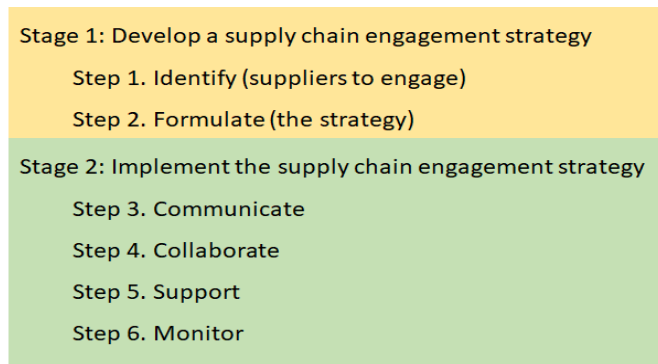 Stage 1: Develop a supply chain engagement strategy
Step 1. Identify (suppliers to engage)
Step 2. Formulate (the strategy)
Stage 2: Implement the supply chain engagement strategy
Step 3. Communicate
Step 4. Collaborate
Step 5. Support
Step 6. Monitor